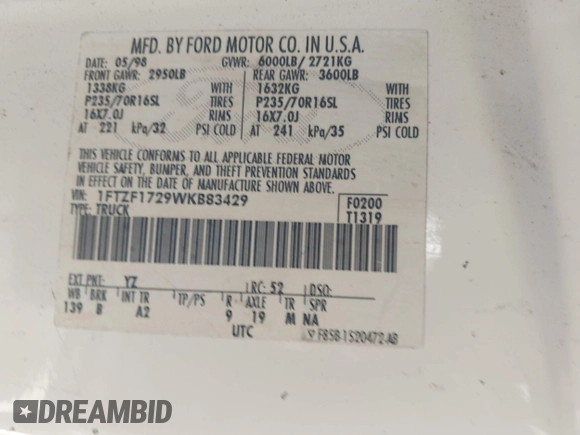 MFD. BY FORD MOTOR CO. IN U.S.A.
DATE: 05/98 GVWR: 6000LB/ 2721KG
FRONT GAWR: 2950LB REAR GAWR: 3600LB
1338KG WITH 1632KG WITH
P235/70R16SL TIRES P235/70R16SL TIRES
16X7.0J RIMS 16X7.0J RIMS
AT 221 kPa/32 PSI COLD AT 241 kPa/35 PSI COLD
THIS VEHICLE CONFORMS TO ALL APPLICABLE FEDERAL MOTOR
VEHICLE SAFETY, BUMPER, AND THEFT PREVENTION STANDARDS
IN EFFECT ON THE DATE OF MANUFACTURE SHOWN ABOVE.
VIN: 1FTZF1729WKB83429 F0200
TYPE: TRUCK T1319
EXT PNT: YZ RC: 52 DSO:
WB BRK INT TR TP/PS R AXLE TR SPR
139 B A2 9 19 M NA
UTC F85B-1520472-AB
DREAMBID